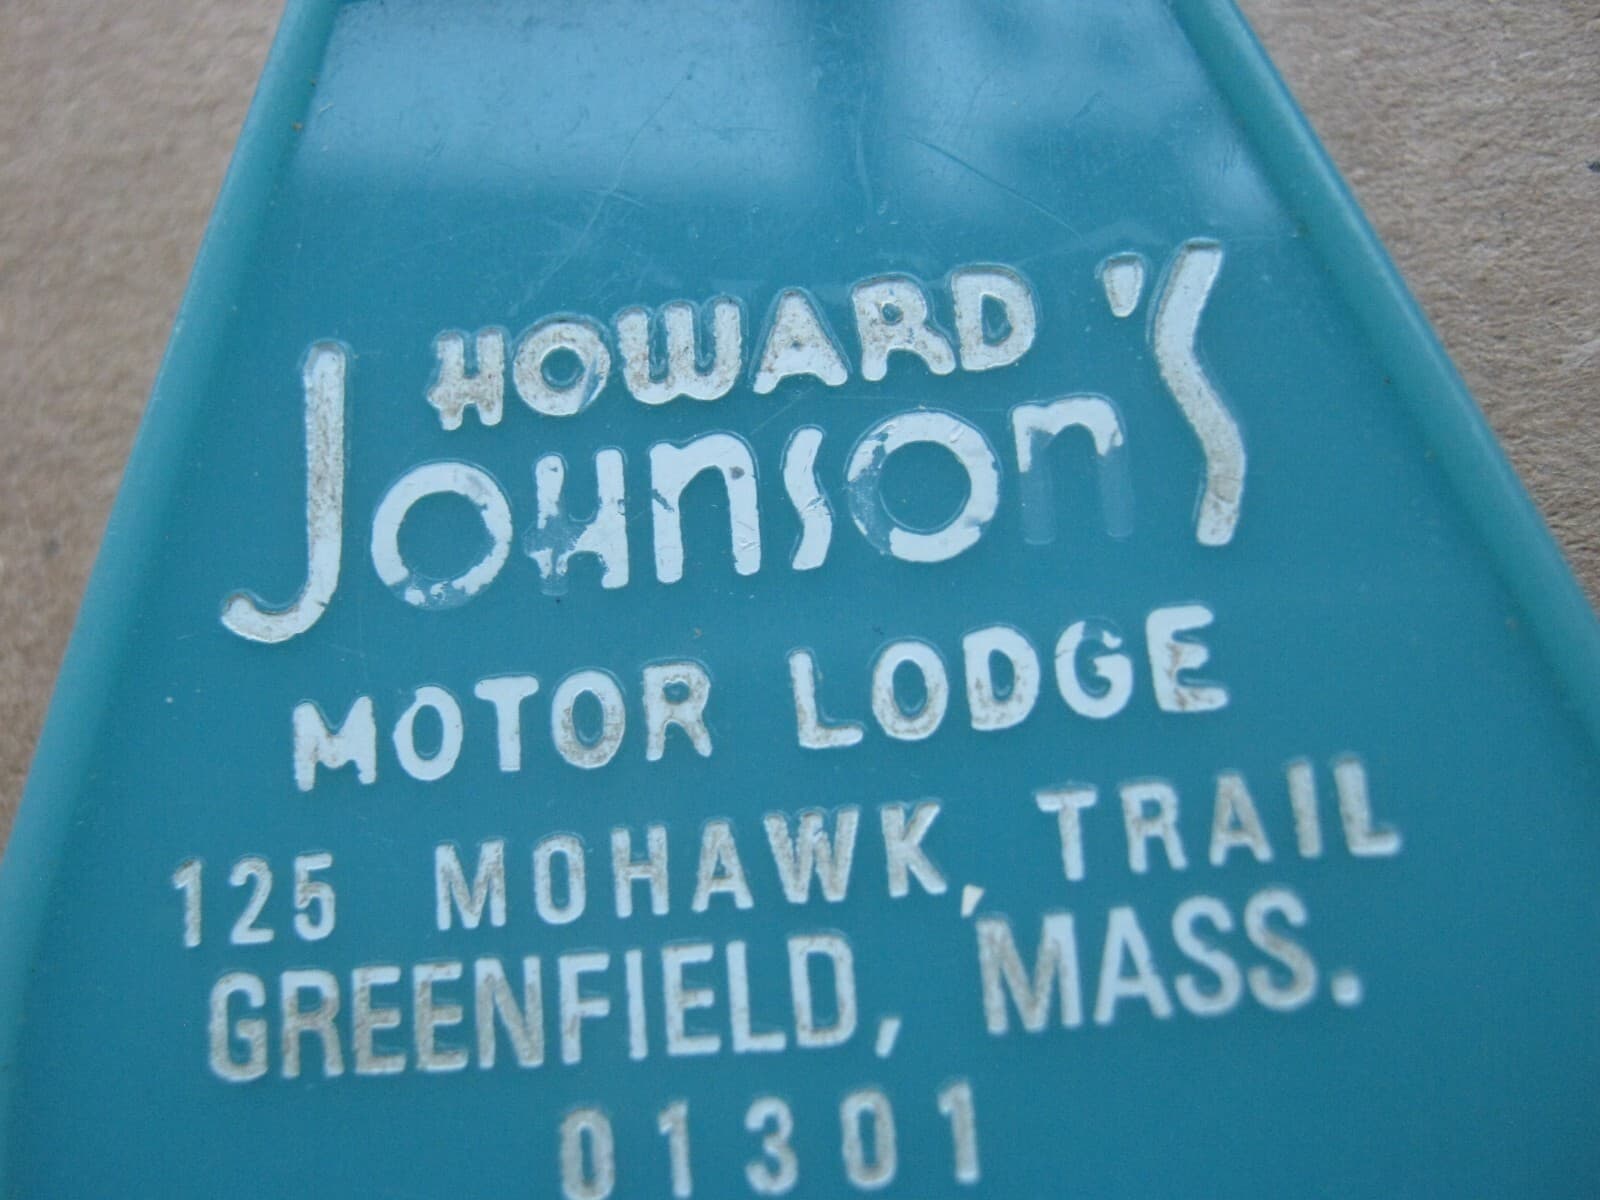 HOWARD
JOHNSON'S
MOTOR LODGE
125 MOHAWK TRAIL
GREENFIELD, MASS.
01301